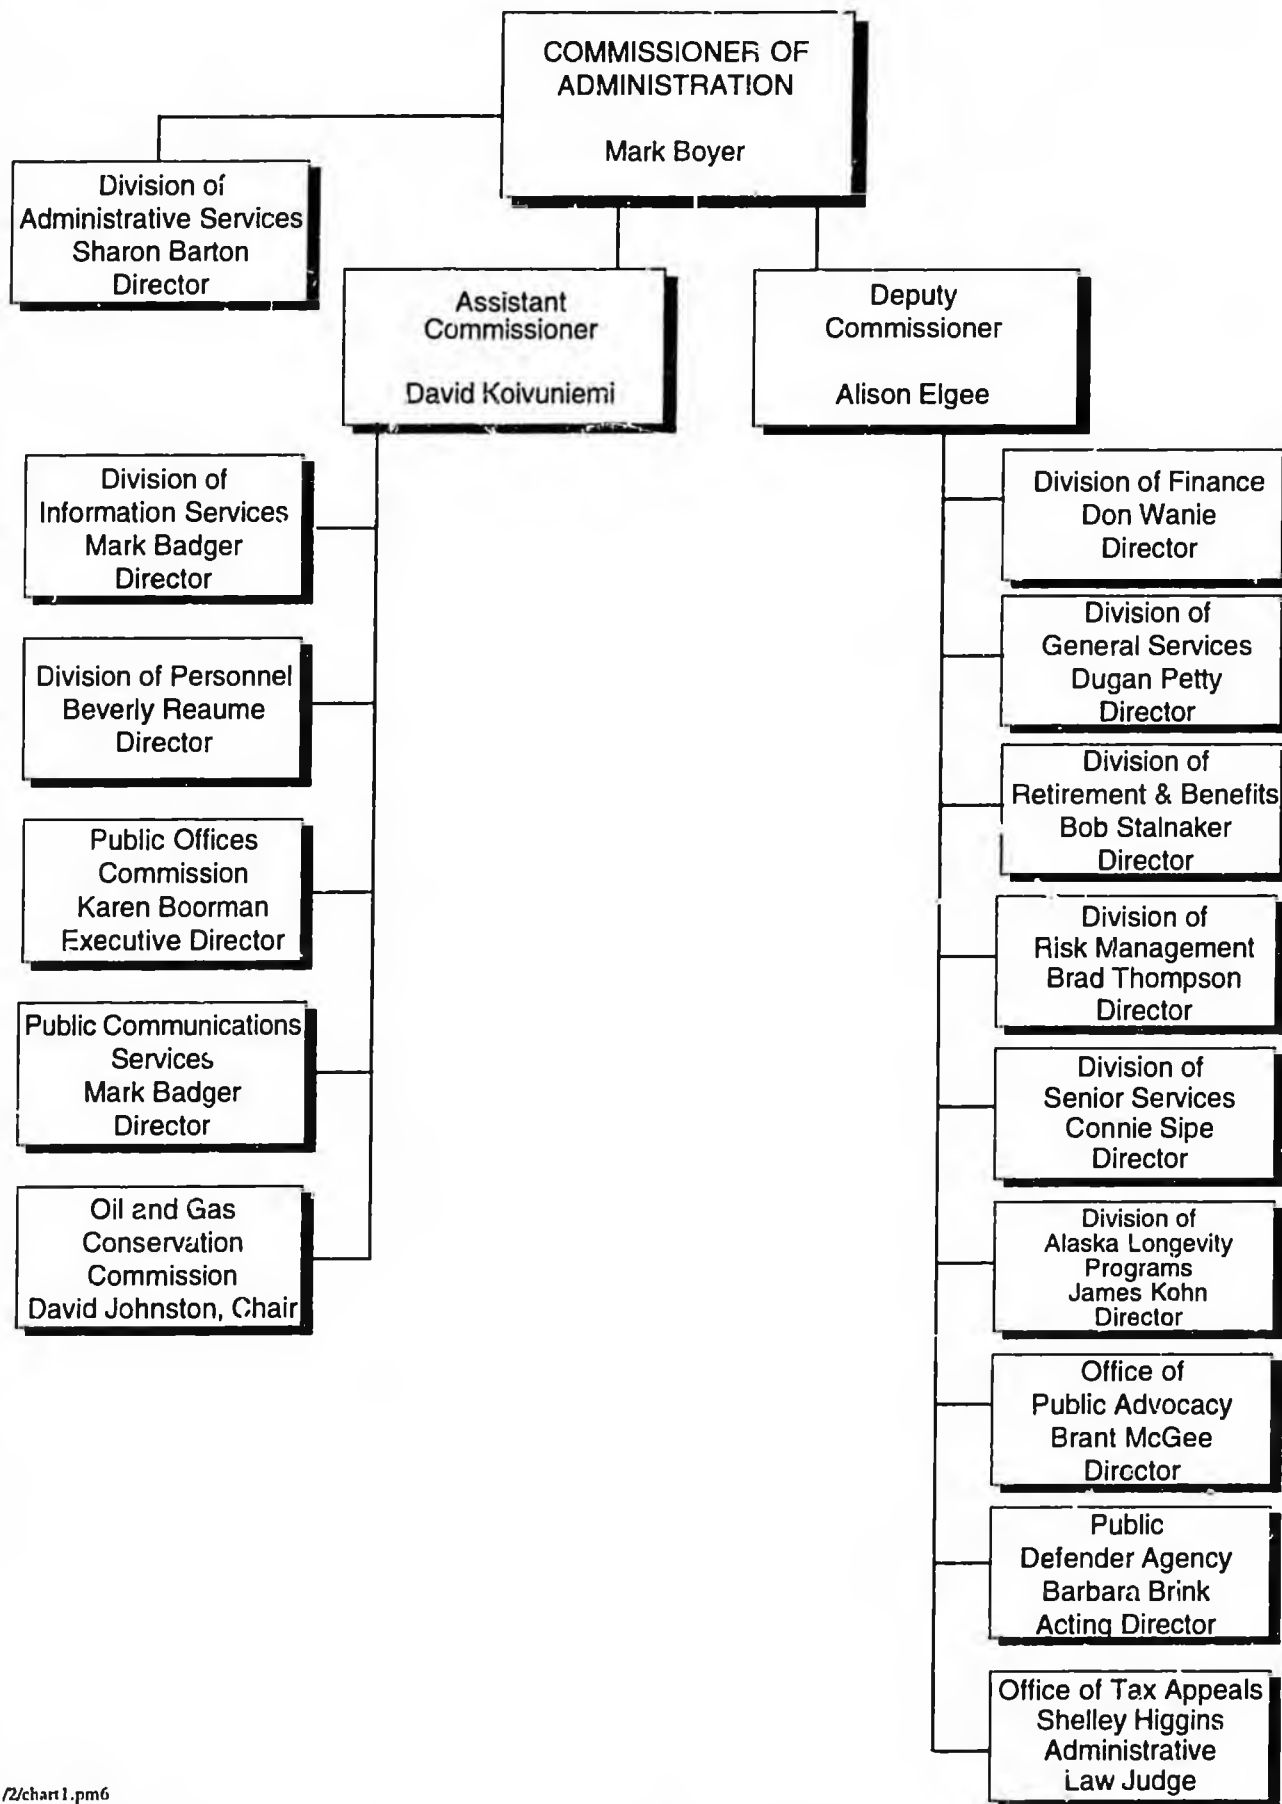 COMMISSIONER OF
ADMINISTRATION
Mark Boyer
Division of
Administrative Services
Sharon Barton
Director
Assistant
Commissioner
David Koivuniemi
Deputy
Commissioner
Alison Elgee
Division of
Information Services
Mark Badger
Director
Division of Personnel
Beverly Reaume
Director
Public Offices
Commission
Karen Boorman
Executive Director
Public Communications
Services
Mark Badger
Director
Oil and Gas
Conservation
Commission
David Johnston, Chair
Division of Finance
Don Wanie
Director
Division of
General Services
Dugan Petty
Director
Division of
Retirement & Benefits
Bob Stalnaker
Director
Division of
Risk Management
Brad Thompson
Director
Division of
Senior Services
Connie Sipe
Director
Division of
Alaska Longevity
Programs
James Kohn
Director
Office of
Public Advocacy
Brant McGee
Director
Public
Defender Agency
Barbara Brink
Acting Director
Office of Tax Appeals
Shelley Higgins
Administrative
Law Judge
/2/chart1.pm6